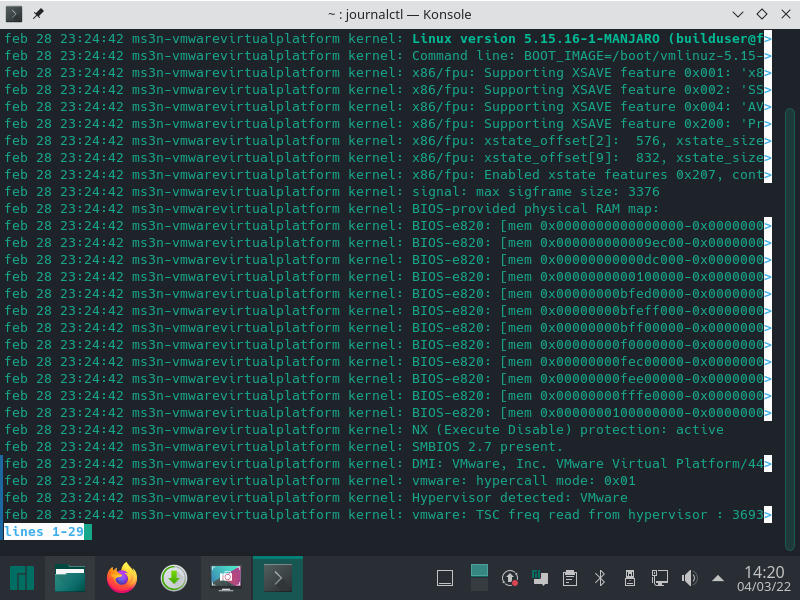 ~ : journalctl — Konsole
feb 28 23:24:42 ms3n-vmwarevirtualplatform kernel: Linux version 5.15.16-1-MANJARO (builduser@f>
feb 28 23:24:42 ms3n-vmwarevirtualplatform kernel: Command line: BOOT_IMAGE=/boot/vmlinuz-5.15->
feb 28 23:24:42 ms3n-vmwarevirtualplatform kernel: x86/fpu: Supporting XSAVE feature 0x001: 'x8>
feb 28 23:24:42 ms3n-vmwarevirtualplatform kernel: x86/fpu: Supporting XSAVE feature 0x002: 'SS>
feb 28 23:24:42 ms3n-vmwarevirtualplatform kernel: x86/fpu: Supporting XSAVE feature 0x004: 'AV>
feb 28 23:24:42 ms3n-vmwarevirtualplatform kernel: x86/fpu: Supporting XSAVE feature 0x200: 'Pr>
feb 28 23:24:42 ms3n-vmwarevirtualplatform kernel: x86/fpu: xstate_offset[2]:  576, xstate_size>
feb 28 23:24:42 ms3n-vmwarevirtualplatform kernel: x86/fpu: xstate_offset[9]:  832, xstate_size>
feb 28 23:24:42 ms3n-vmwarevirtualplatform kernel: x86/fpu: Enabled xstate features 0x207, cont>
feb 28 23:24:42 ms3n-vmwarevirtualplatform kernel: signal: max sigframe size: 3376
feb 28 23:24:42 ms3n-vmwarevirtualplatform kernel: BIOS-provided physical RAM map:
feb 28 23:24:42 ms3n-vmwarevirtualplatform kernel: BIOS-e820: [mem 0x0000000000000000-0x0000000>
feb 28 23:24:42 ms3n-vmwarevirtualplatform kernel: BIOS-e820: [mem 0x000000000009ec00-0x0000000>
feb 28 23:24:42 ms3n-vmwarevirtualplatform kernel: BIOS-e820: [mem 0x00000000000dc000-0x0000000>
feb 28 23:24:42 ms3n-vmwarevirtualplatform kernel: BIOS-e820: [mem 0x0000000000100000-0x0000000>
feb 28 23:24:42 ms3n-vmwarevirtualplatform kernel: BIOS-e820: [mem 0x00000000bfed0000-0x0000000>
feb 28 23:24:42 ms3n-vmwarevirtualplatform kernel: BIOS-e820: [mem 0x00000000bfeff000-0x0000000>
feb 28 23:24:42 ms3n-vmwarevirtualplatform kernel: BIOS-e820: [mem 0x00000000bff00000-0x0000000>
feb 28 23:24:42 ms3n-vmwarevirtualplatform kernel: BIOS-e820: [mem 0x00000000f0000000-0x0000000>
feb 28 23:24:42 ms3n-vmwarevirtualplatform kernel: BIOS-e820: [mem 0x00000000fec00000-0x0000000>
feb 28 23:24:42 ms3n-vmwarevirtualplatform kernel: BIOS-e820: [mem 0x00000000fee00000-0x0000000>
feb 28 23:24:42 ms3n-vmwarevirtualplatform kernel: BIOS-e820: [mem 0x00000000fffe0000-0x0000000>
feb 28 23:24:42 ms3n-vmwarevirtualplatform kernel: BIOS-e820: [mem 0x0000000100000000-0x0000000>
feb 28 23:24:42 ms3n-vmwarevirtualplatform kernel: NX (Execute Disable) protection: active
feb 28 23:24:42 ms3n-vmwarevirtualplatform kernel: SMBIOS 2.7 present.
feb 28 23:24:42 ms3n-vmwarevirtualplatform kernel: DMI: VMware, Inc. VMware Virtual Platform/44>
feb 28 23:24:42 ms3n-vmwarevirtualplatform kernel: vmware: hypercall mode: 0x01
feb 28 23:24:42 ms3n-vmwarevirtualplatform kernel: Hypervisor detected: VMware
feb 28 23:24:42 ms3n-vmwarevirtualplatform kernel: vmware: TSC freq read from hypervisor : 3693>
lines 1-29
14:20
04/03/22